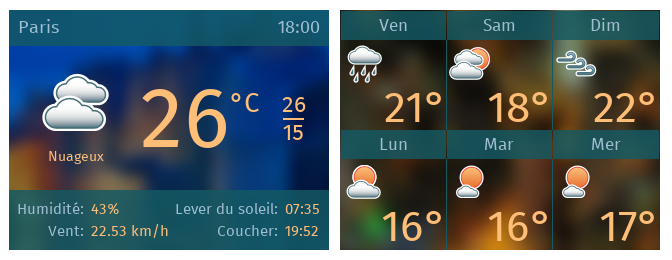 Paris 18:00
26°C 26
15
Nuageux
Humidité: 43% Lever du soleil: 07:35
Vent: 22.53 km/h Coucher: 19:52
Ven Sam Dim
21° 18° 22°
Lun Mar Mer
16° 16° 17°